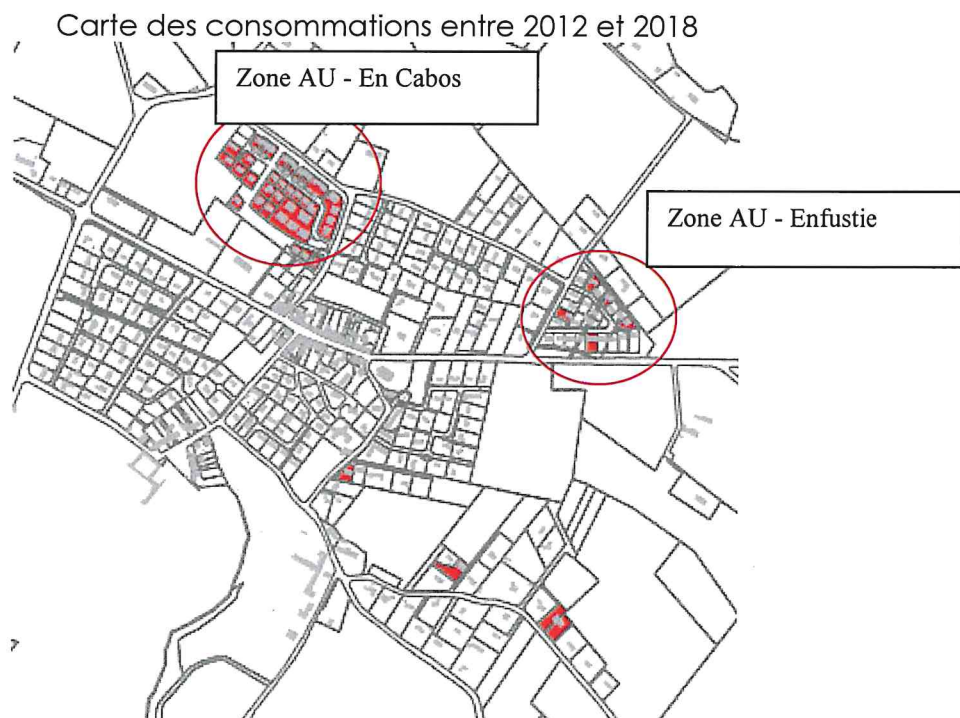 Carte des consommations entre 2012 et 2018
Zone AU - En Cabos
Zone AU - Enfustie